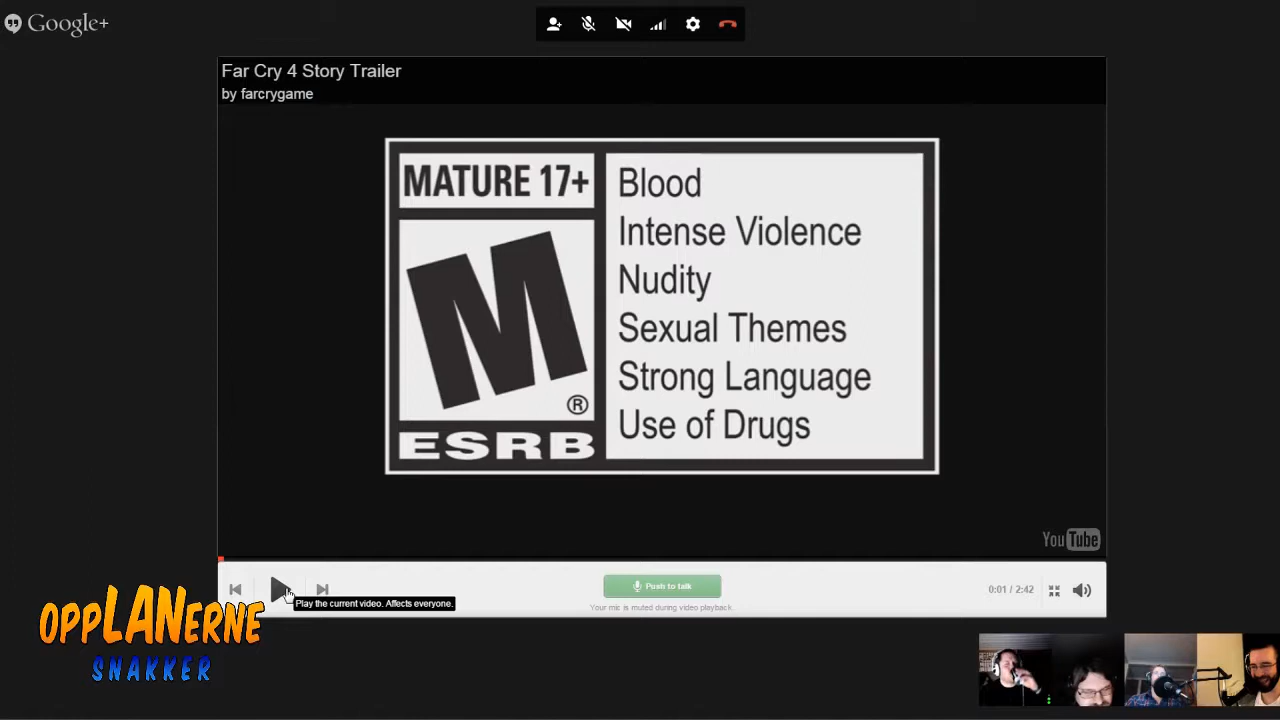 Google+
Far Cry 4 Story Trailer
by farcrygame
MATURE 17+
M
®
ESRB
Blood
Intense Violence
Nudity
Sexual Themes
Strong Language
Use of Drugs
YouTube
Push to talk
Your mic is muted during video playback.
0:01 / 2:42
Play the current video. Affects everyone.
OPPLANERNE
SNAKKER